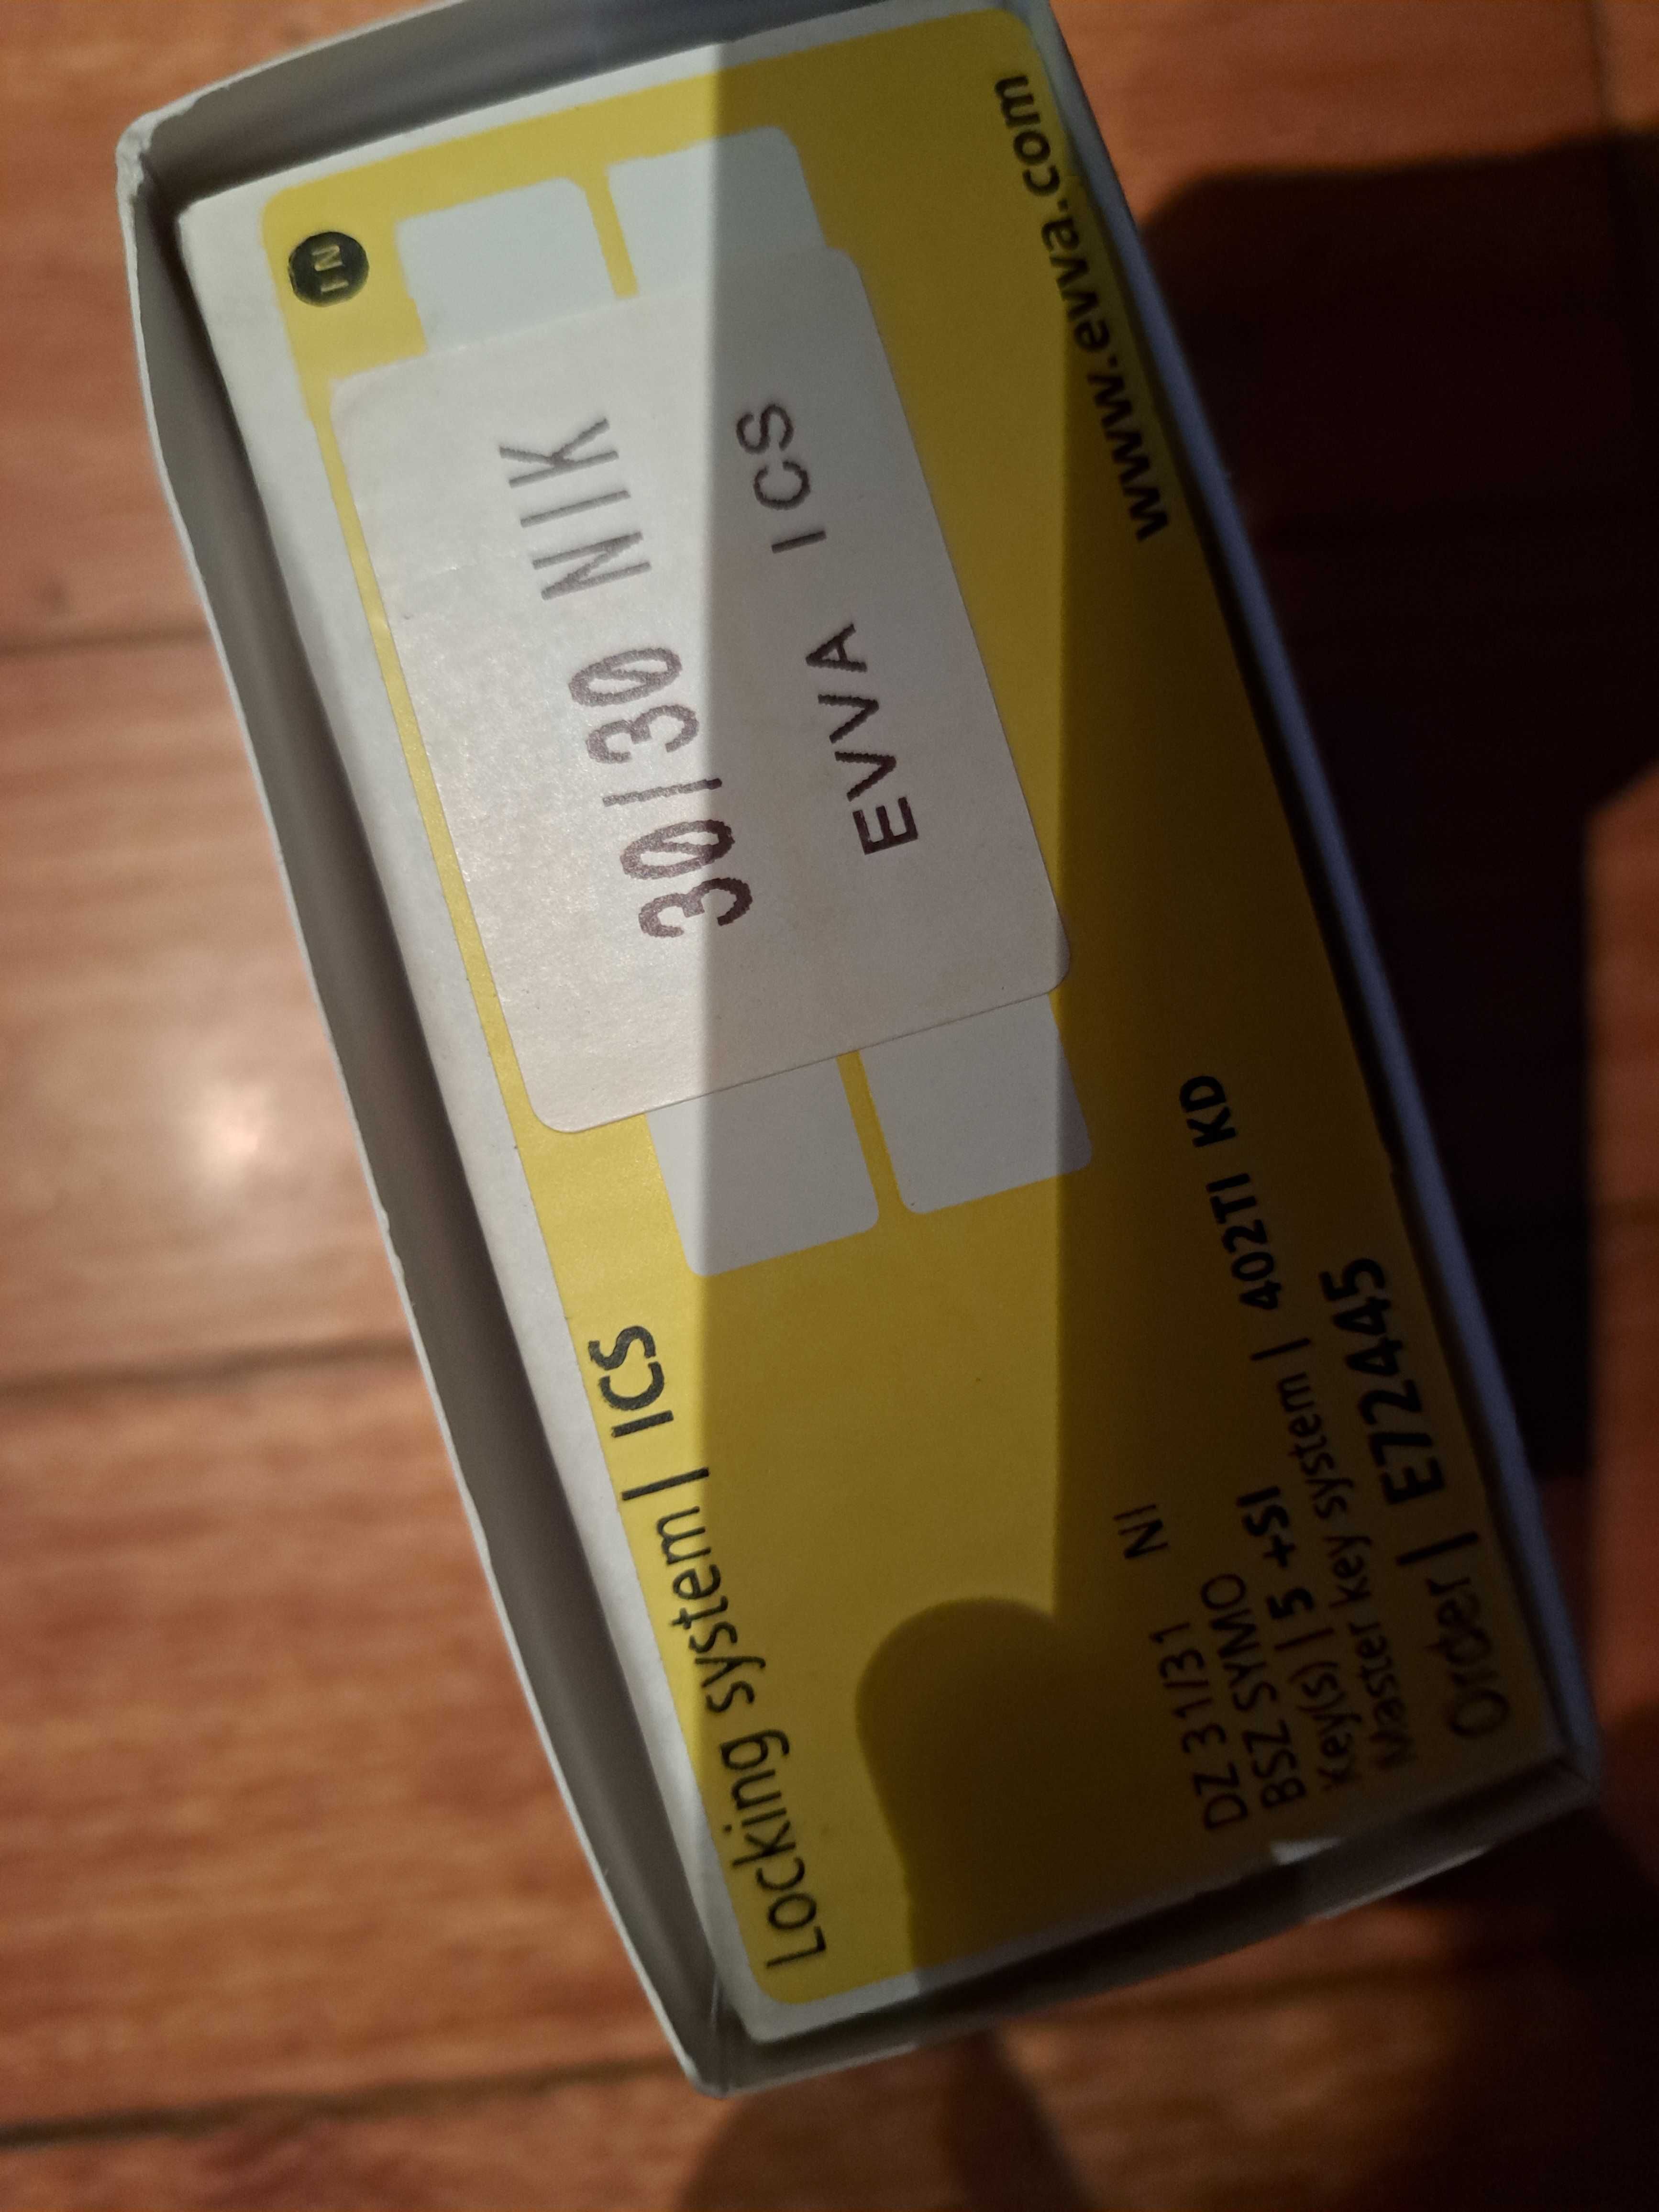 Locking system | ICS
NI
30|30 NIK
EVVA ICS
DZ 31/31 NI
BSZ SYMO
Key(s) | 5 +SI
Master key system | 402TI KD
Order | E72445
www.evva.com